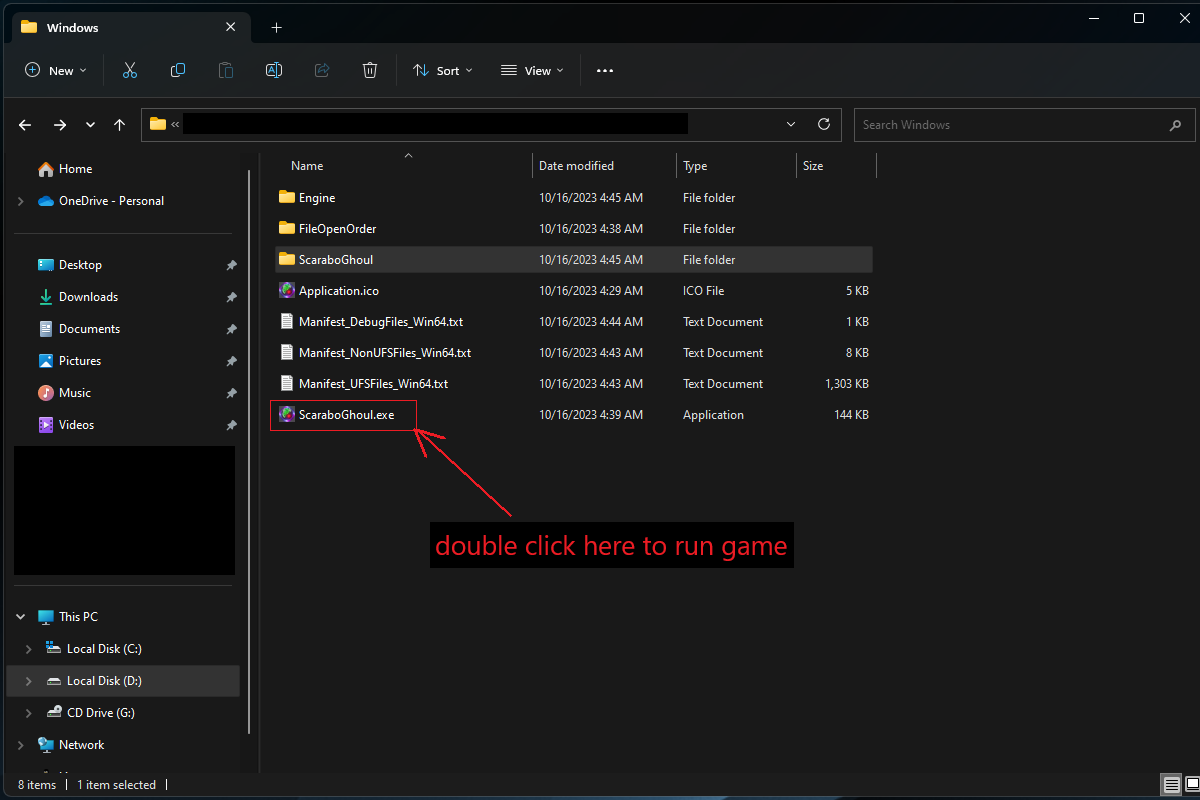 Windows
New
Sort
View
Search Windows
Home
OneDrive - Personal
Desktop
Downloads
Documents
Pictures
Music
Videos
This PC
Local Disk (C:)
Local Disk (D:)
CD Drive (G:)
Network
Name Date modified Type Size
Engine 10/16/2023 4:45 AM File folder
FileOpenOrder 10/16/2023 4:38 AM File folder
ScaraboGhoul 10/16/2023 4:45 AM File folder
Application.ico 10/16/2023 4:29 AM ICO File 5 KB
Manifest_DebugFiles_Win64.txt 10/16/2023 4:44 AM Text Document 1 KB
Manifest_NonUFSFiles_Win64.txt 10/16/2023 4:43 AM Text Document 8 KB
Manifest_UFSFiles_Win64.txt 10/16/2023 4:43 AM Text Document 1,303 KB
ScaraboGhoul.exe 10/16/2023 4:39 AM Application 144 KB
double click here to run game
8 items 1 item selected